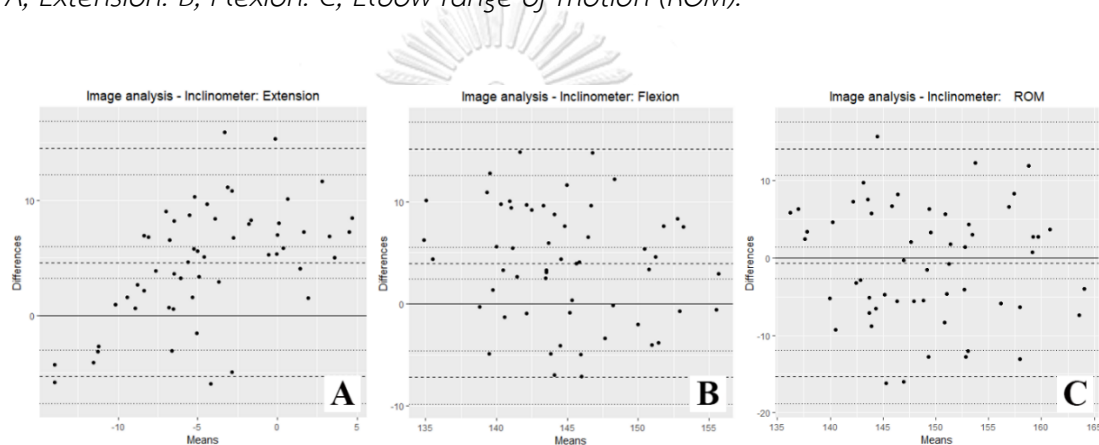 A, Extension. B, Flexion. C, Elbow range of motion (ROM).
Image analysis - Inclinometer: Extension
Differences
10
0
-10
-5
0
5
Means
A
Image analysis - Inclinometer: Flexion
Differences
10
0
-10
135
140
145
150
155
Means
B
Image analysis - Inclinometer: ROM
Differences
10
0
-10
-20
135
140
145
150
155
160
165
Means
C